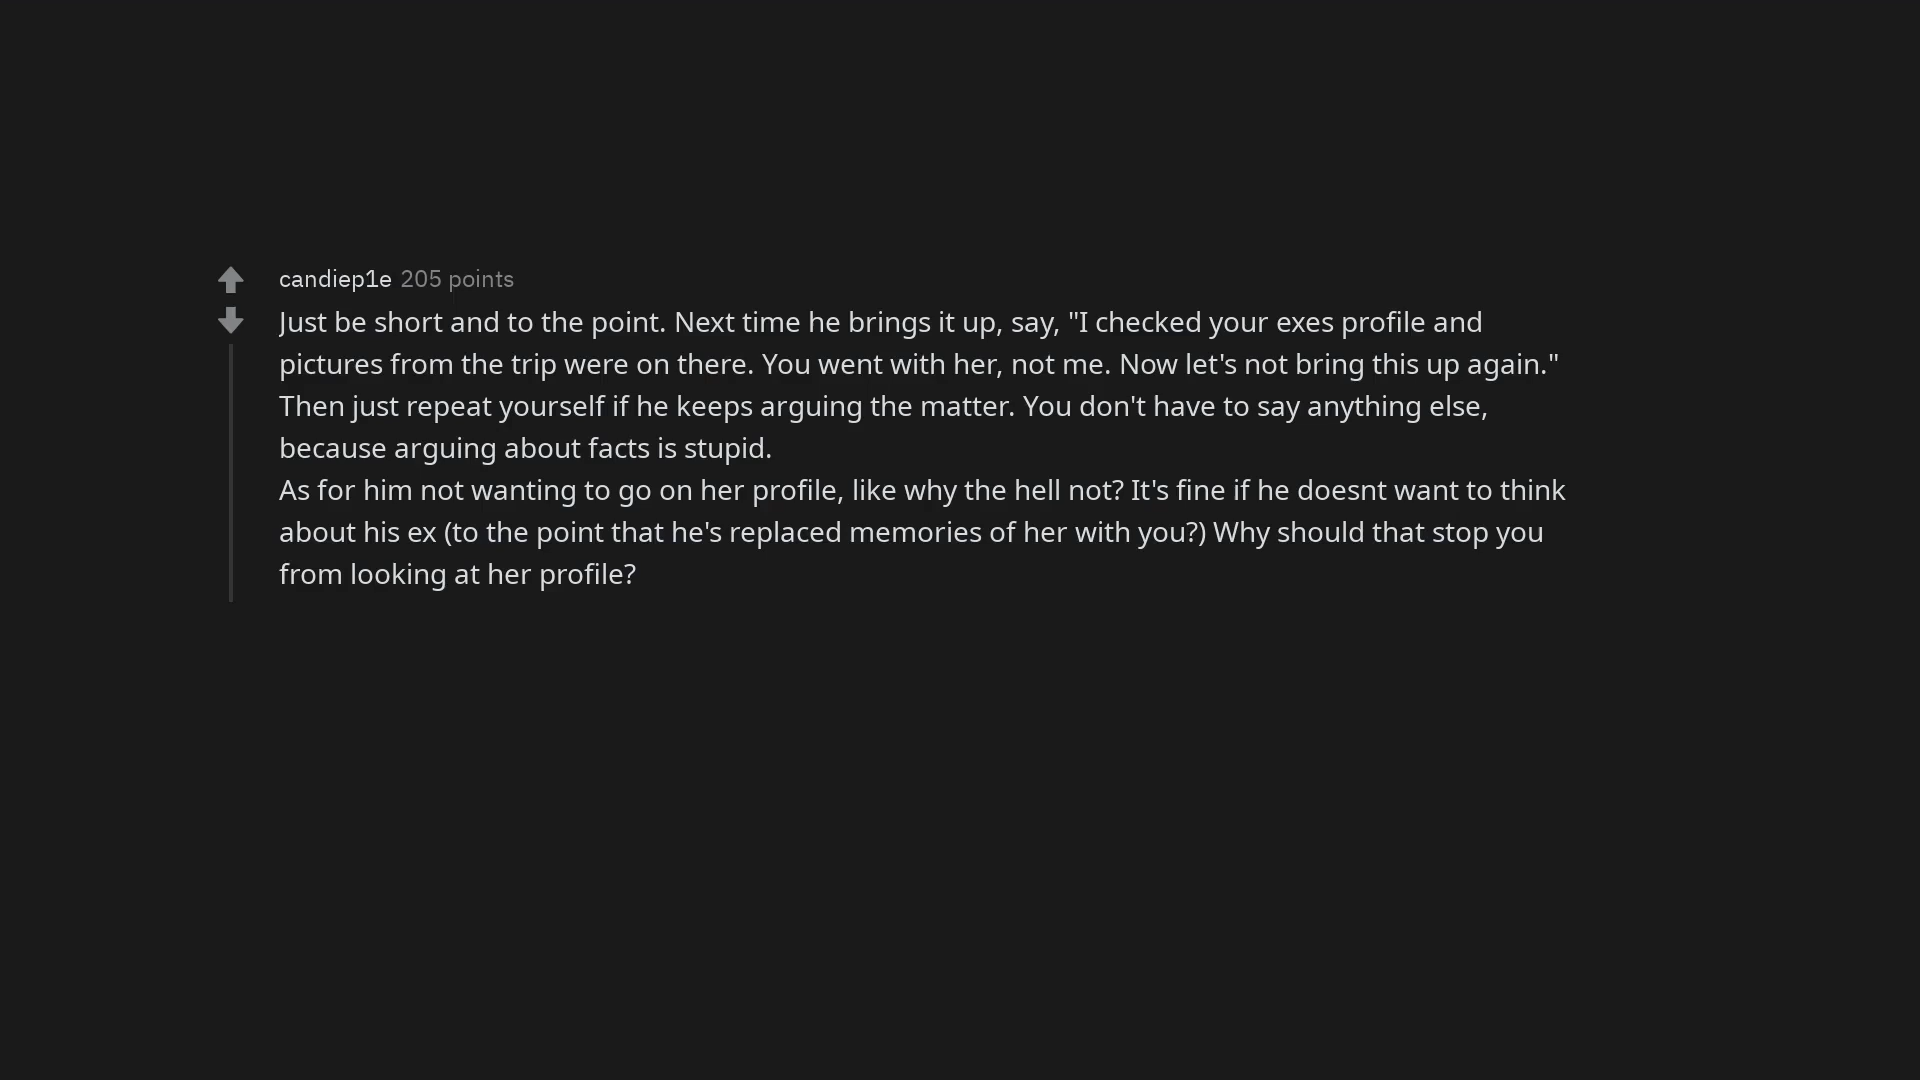 candiep1e 205 points
Just be short and to the point. Next time he brings it up, say, "I checked your exes profile and
pictures from the trip were on there. You went with her, not me. Now let's not bring this up again."
Then just repeat yourself if he keeps arguing the matter. You don't have to say anything else,
because arguing about facts is stupid.
As for him not wanting to go on her profile, like why the hell not? It's fine if he doesnt want to think
about his ex (to the point that he's replaced memories of her with you?) Why should that stop you
from looking at her profile?